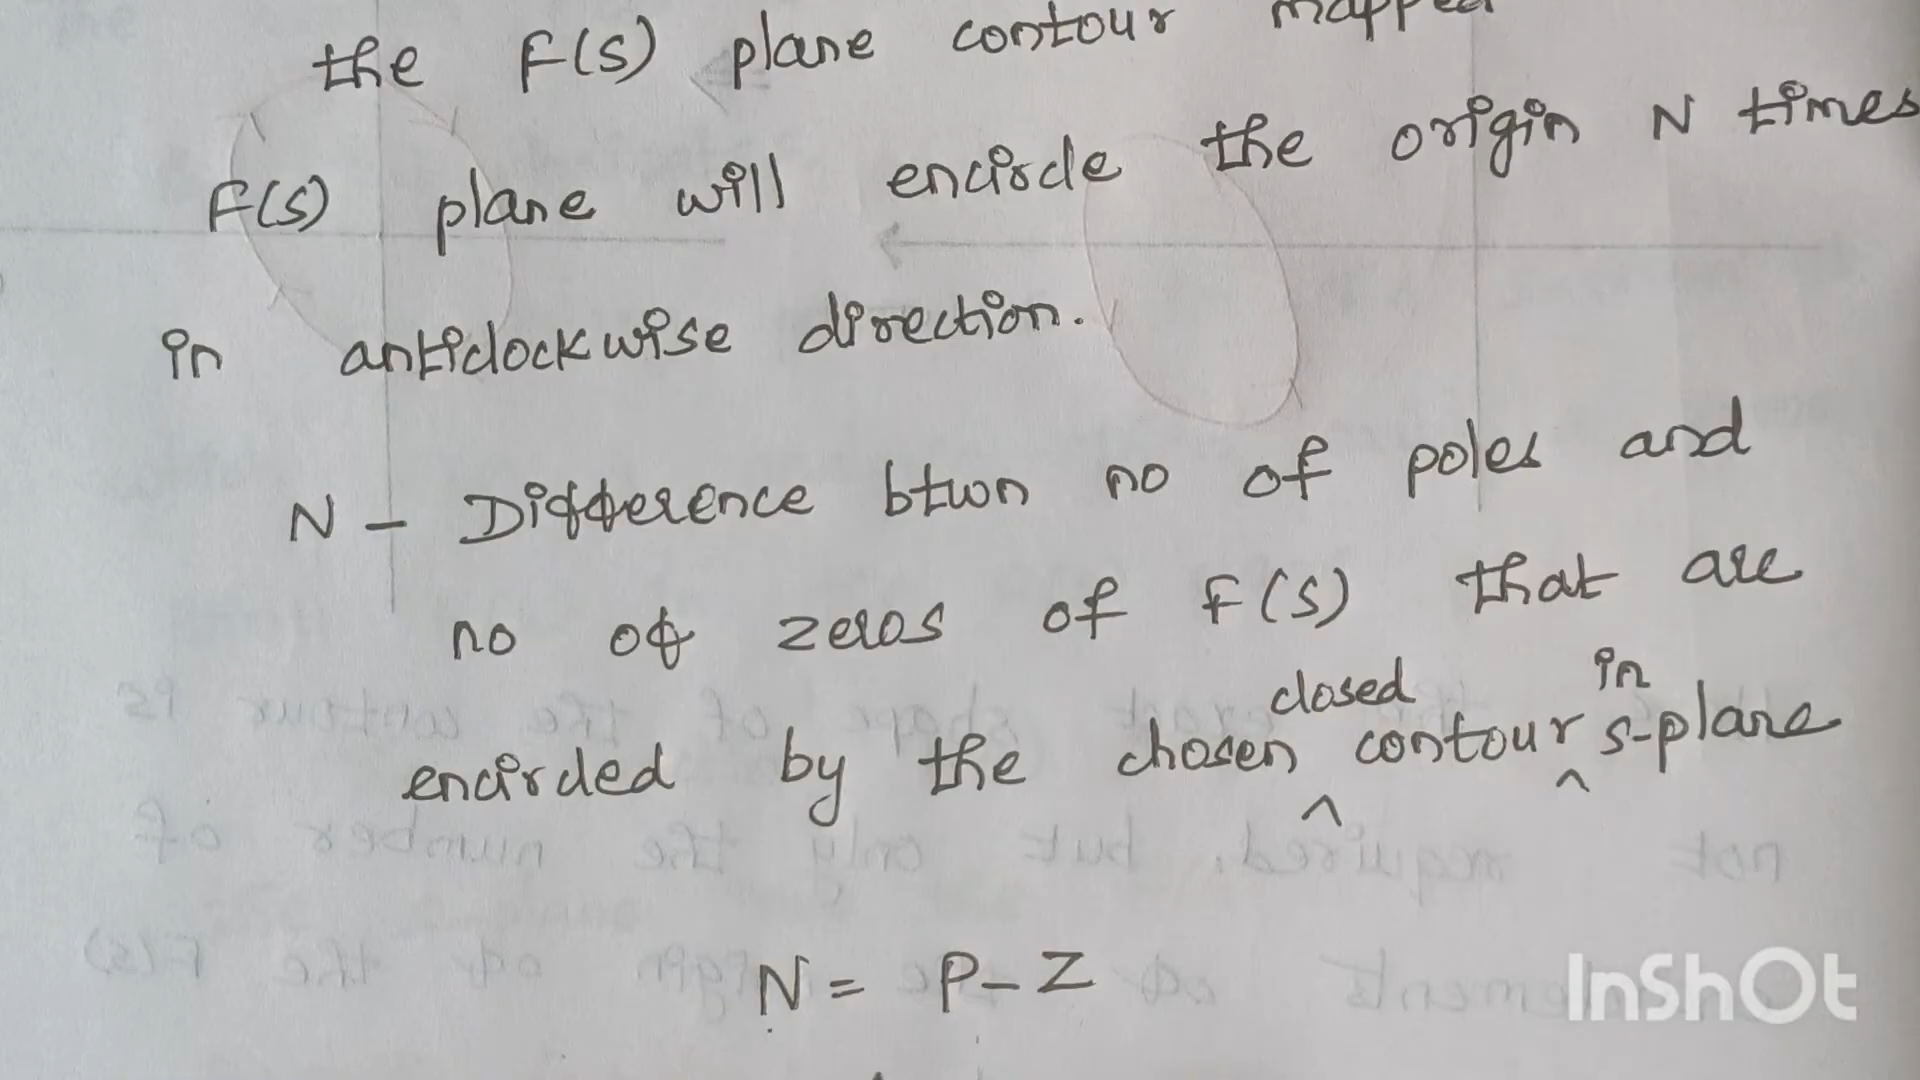 the F(s) plane contour mapped
F(s) plane will encircle the origin N times
in anticlockwise direction.
N - Difference btwn no of poles and
no of zeros of F(s) that are
closed in
encircled by the chosen ^ contour ^ s-plane
N = P - Z
InShOt